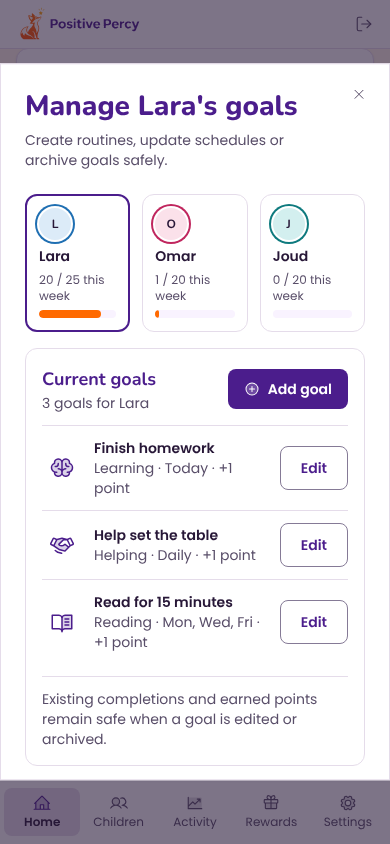 Positive Percy
Manage Lara's goals
Create routines, update schedules or
archive goals safely.
L
Lara
20 / 25 this
week
O
Omar
1 / 20 this
week
J
Joud
0 / 20 this
week
Current goals
3 goals for Lara
Add goal
Finish homework
Learning · Today · +1
point
Edit
Help set the table
Helping · Daily · +1 point
Edit
Read for 15 minutes
Reading · Mon, Wed, Fri ·
+1 point
Edit
Existing completions and earned points
remain safe when a goal is edited or
archived.
Home
Children
Activity
Rewards
Settings